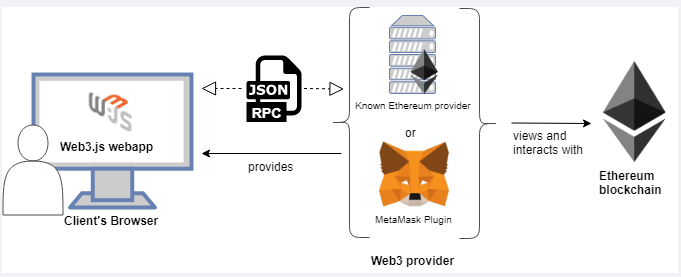 W3JS
Web3.js webapp
Client's Browser
JSON
RPC
provides
Known Ethereum provider
or
MetaMask Plugin
Web3 provider
views and
interacts with
Ethereum
blockchain